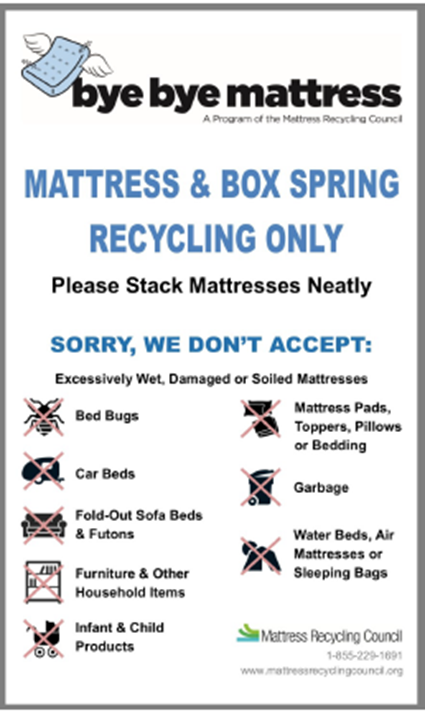 bye bye mattress
A Program of the Mattress Recycling Council
MATTRESS & BOX SPRING
RECYCLING ONLY
Please Stack Mattresses Neatly
SORRY, WE DON'T ACCEPT:
Excessively Wet, Damaged or Soiled Mattresses
Bed Bugs
Car Beds
Fold-Out Sofa Beds
& Futons
Furniture & Other
Household Items
Infant & Child
Products
Mattress Pads,
Toppers, Pillows
or Bedding
Garbage
Water Beds, Air
Mattresses or
Sleeping Bags
Mattress Recycling Council
1-855-229-1691
www.mattressrecyclingcouncil.org